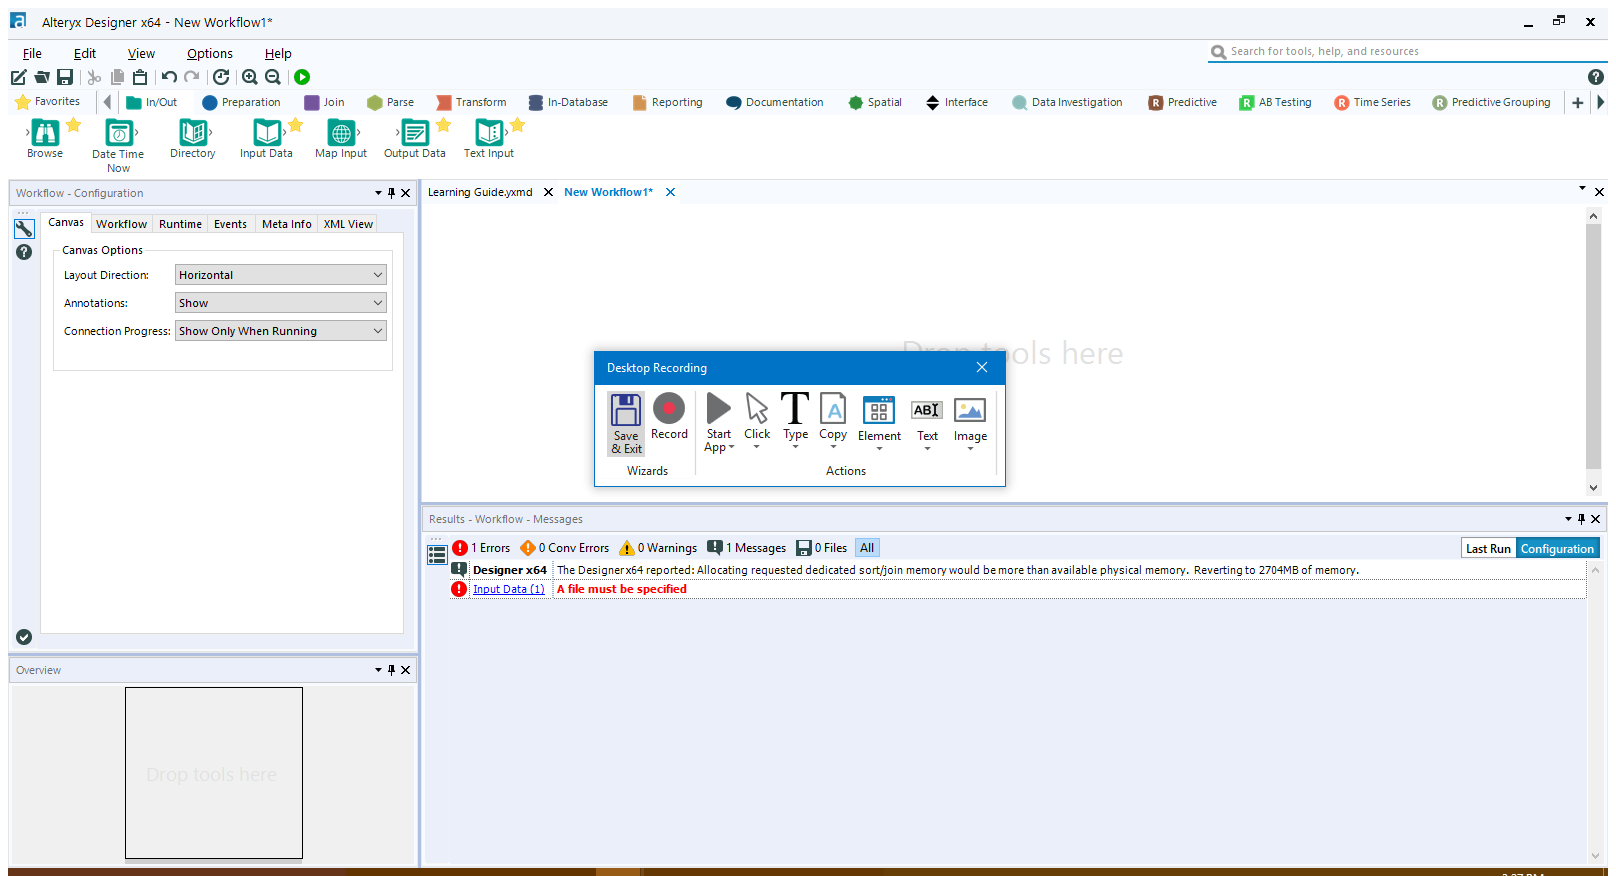 Alteryx Designer x64 - New Workflow1*
File Edit View Options Help
Search for tools, help, and resources
Favorites In/Out Preparation Join Parse Transform In-Database Reporting Documentation Spatial Interface Data Investigation Predictive AB Testing Time Series Predictive Grouping
Browse Date Time Now Directory Input Data Map Input Output Data Text Input
Workflow - Configuration
Learning Guide.yxmd New Workflow1*
Canvas Workflow Runtime Events Meta Info XML View
Canvas Options
Layout Direction: Horizontal
Annotations: Show
Connection Progress: Show Only When Running
Drop tools here
Desktop Recording
Save & Exit Record Start App Click Type Copy Element Text Image
Wizards Actions
Results - Workflow - Messages
1 Errors 0 Conv Errors 0 Warnings 1 Messages 0 Files All Last Run Configuration
Designer x64 The Designer x64 reported: Allocating requested dedicated sort/join memory would be more than available physical memory. Reverting to 2704MB of memory.
Input Data (1) A file must be specified
Overview
Drop tools here